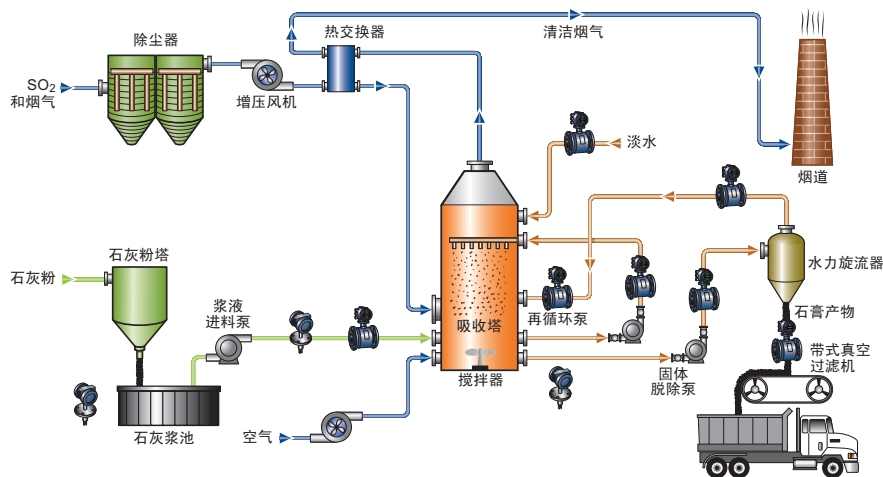 除尘器
热交换器
清洁烟气
SO2
和烟气
增压风机
淡水
烟道
石灰粉塔
石灰粉
水力旋流器
浆液
进料泵
再循环泵
石膏产物
吸收塔
带式真空
过滤机
固体
脱除泵
搅拌器
石灰浆池
空气